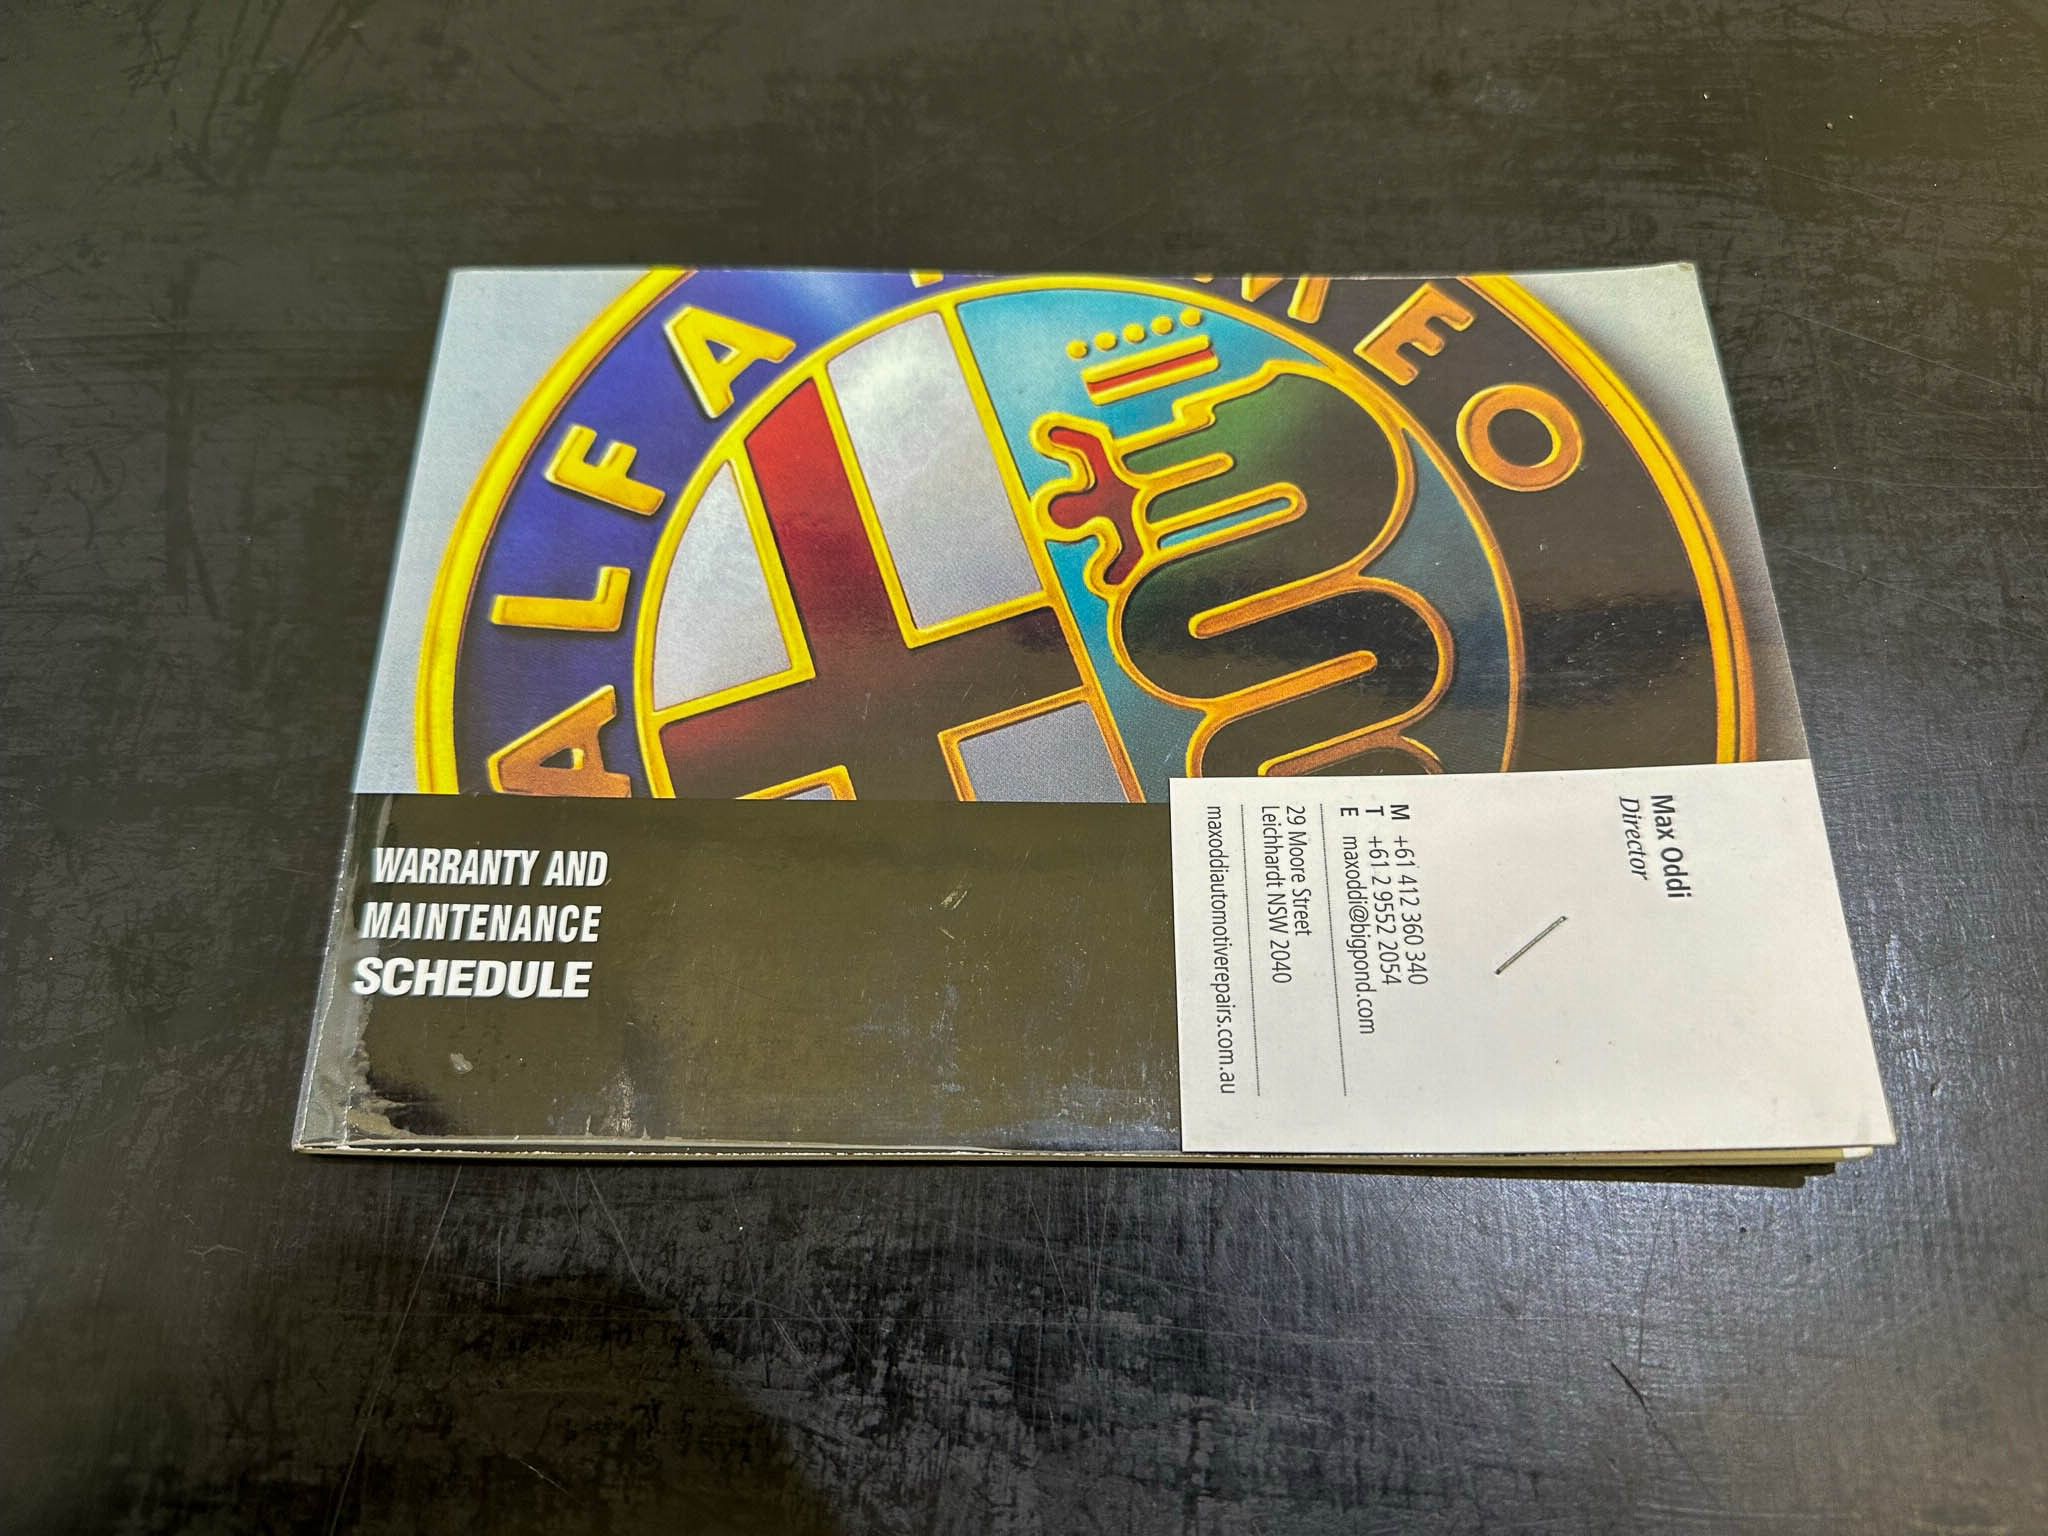 ALFA
MEO
WARRANTY AND
MAINTENANCE
SCHEDULE
Max Oddi
Director
M +61 412 360 340
T +61 2 9552 2054
E maxoddi@bigpond.com
29 Moore Street
Leichhardt NSW 2040
maxoddiautomotiverepairs.com.au